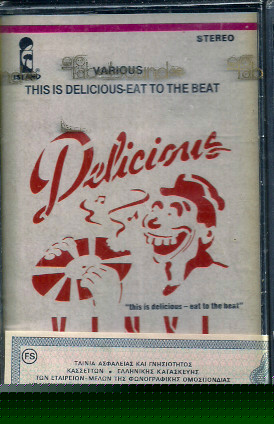 STEREO
ISLAND
VARIOUS
THIS IS DELICIOUS-EAT TO THE BEAT
Delicious
"this is delicious – eat to the beat"
VINYL
FS
ΤΑΙΝΙΑ ΑΣΦΑΛΕΙΑΣ ΚΑΙ ΓΝΗΣΙΟΤΗΤΟΣ
ΚΑΣΣΕΤΤΩΝ • ΕΛΛΗΝΙΚΗΣ ΚΑΤΑΣΚΕΥΗΣ
ΤΩΝ ΕΤΑΙΡΕΙΩΝ-ΜΕΛΩΝ ΤΗΣ ΦΩΝΟΓΡΑΦΙΚΗΣ ΟΜΟΣΠΟΝΔΙΑΣ